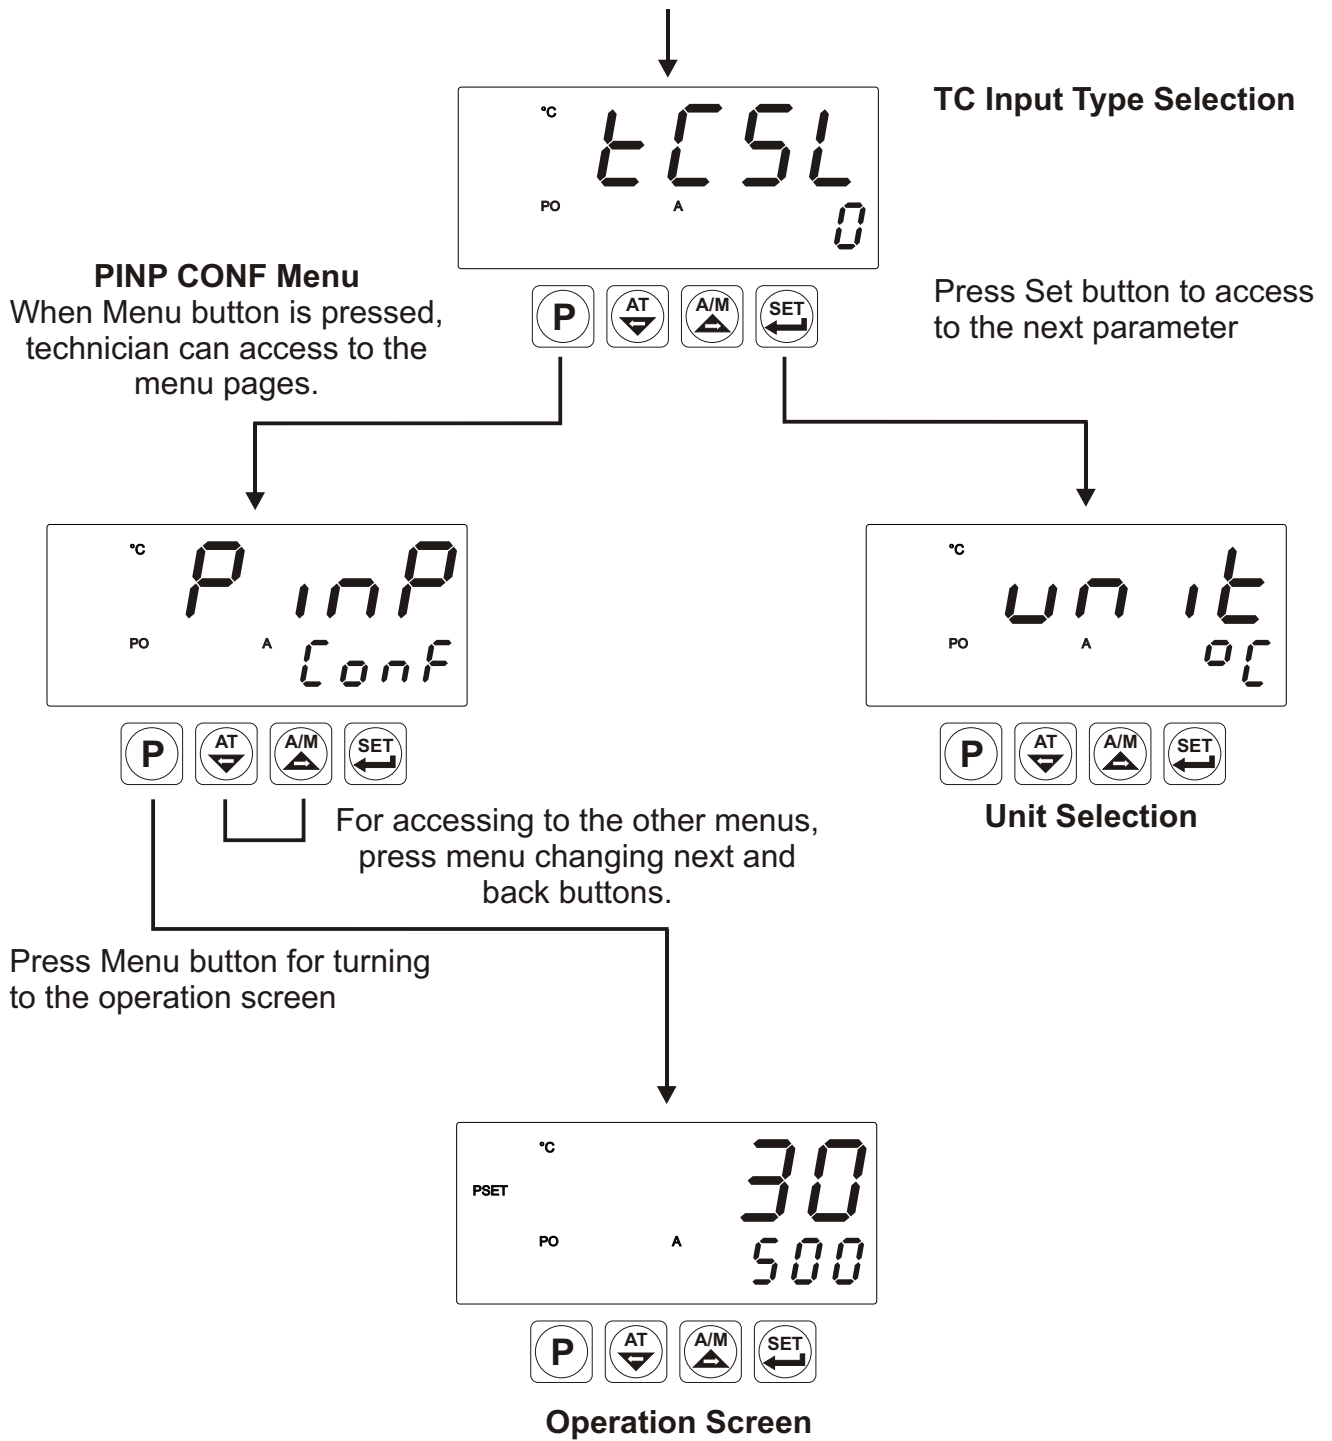 TC Input Type Selection
°C
tCSL
PO
A
0
P
AT
A/M
SET
PINP CONF Menu
When Menu button is pressed,
technician can access to the
menu pages.
Press Set button to access
to the next parameter
°C
P inP
PO
A
ConF
P
AT
A/M
SET
°C
unit
PO
A
°C
P
AT
A/M
SET
Unit Selection
For accessing to the other menus,
press menu changing next and
back buttons.
Press Menu button for turning
to the operation screen
°C
30
PSET
PO
A
500
P
AT
A/M
SET
Operation Screen